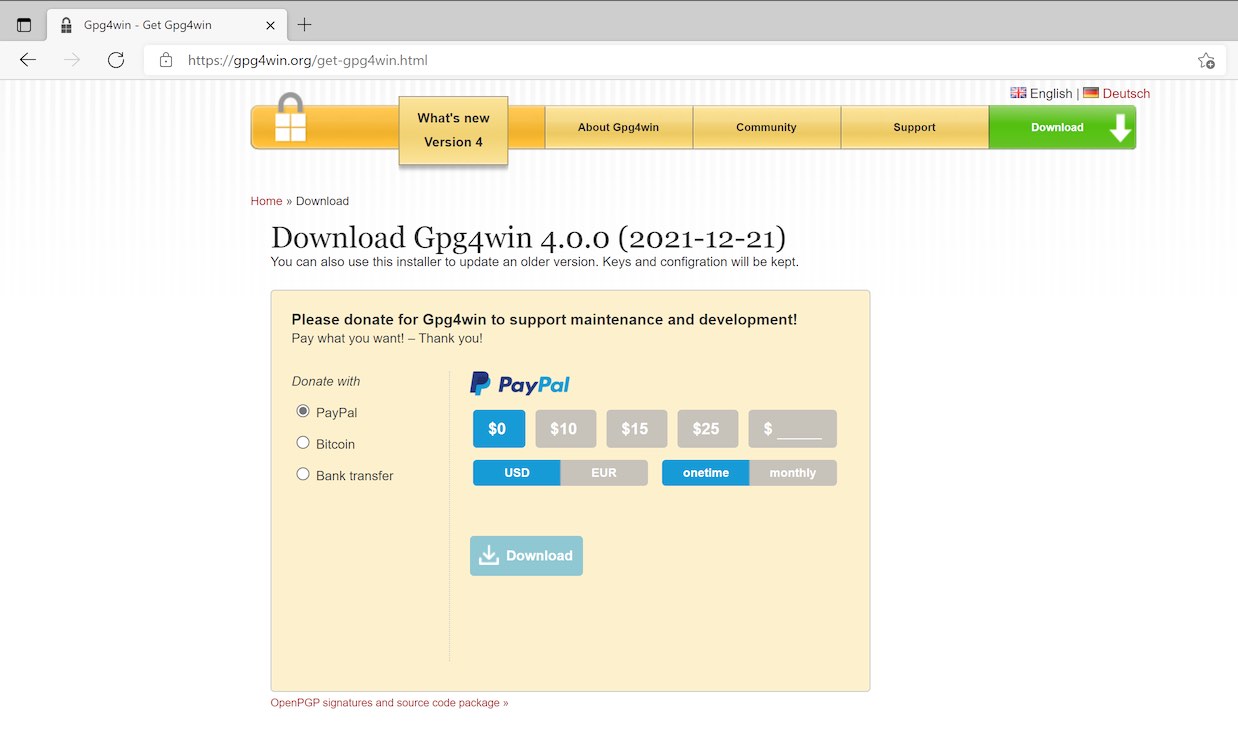 Gpg4win - Get Gpg4win
https://gpg4win.org/get-gpg4win.html
English | Deutsch
What's new
Version 4
About Gpg4win
Community
Support
Download
Home » Download
Download Gpg4win 4.0.0 (2021-12-21)
You can also use this installer to update an older version. Keys and configration will be kept.
Please donate for Gpg4win to support maintenance and development!
Pay what you want! – Thank you!
Donate with
PayPal
Bitcoin
Bank transfer
PayPal
$0 $10 $15 $25 $ _____
USD EUR onetime monthly
Download
OpenPGP signatures and source code package »